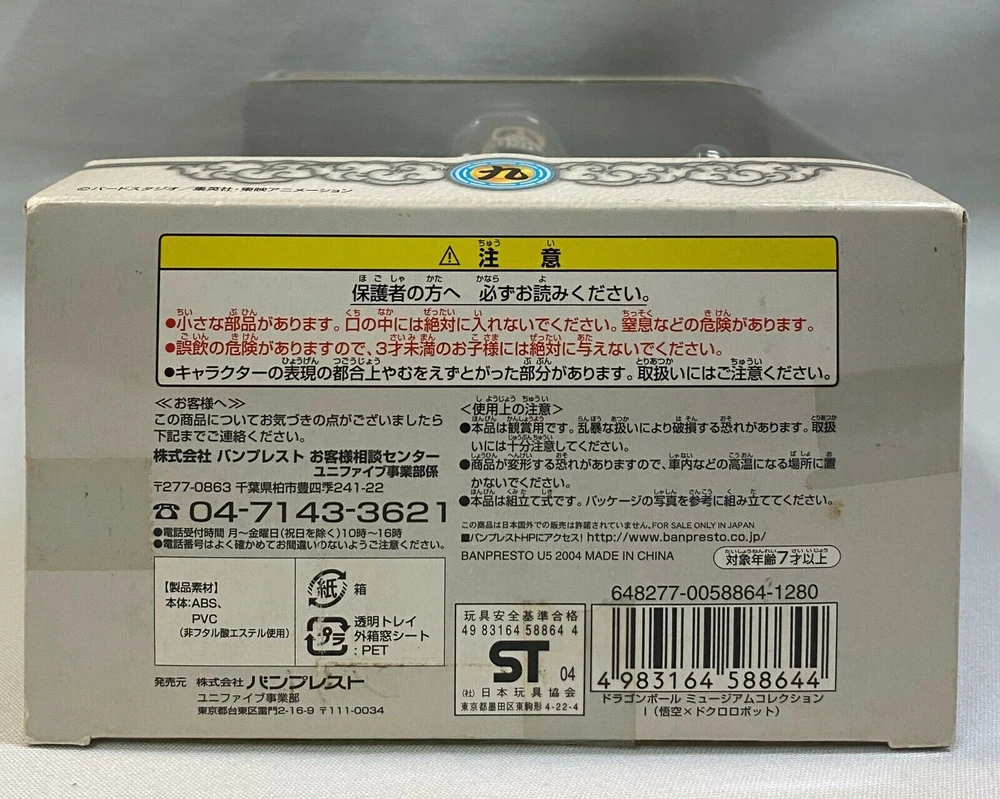 九
©バードスタジオ／集英社・東映アニメーション
⚠ 注意
保護者の方へ 必ずお読みください。
●小さな部品があります。口の中には絶対に入れないでください。窒息などの危険があります。
●誤飲の危険がありますので、3才未満のお子様には絶対に与えないでください。
●キャラクターの表現の都合上やむをえずとがった部分があります。取扱いにはご注意ください。
≪お客様へ≫
この商品についてお気づきの点がございましたら
下記までご連絡ください。
株式会社 バンプレスト お客様相談センター
ユニファイブ事業部係
〒277-0863 千葉県柏市豊四季241-22
☎ 04-7143-3621
●電話受付時間 月～金曜日(祝日を除く)10時～16時
●電話番号はよく確かめてお間違いのないようご注意ください。
<使用上の注意>
●本品は観賞用です。乱暴な扱いにより破損する恐れがあります。取扱
いには十分注意してください。
●商品が変形する恐れがありますので、車内などの高温になる場所に置
かないでください。
●本品は組立て式です。パッケージの写真を参考に組み立ててください。
この商品は日本国外での販売は許諾されていません。FOR SALE ONLY IN JAPAN
■バンプレストHPにアクセス! http://www.banpresto.co.jp/
BANPRESTO U5 2004 MADE IN CHINA
対象年齢7才以上
【製品素材】
本体:ABS、
PVC
(非フタル酸エステル使用)
紙 箱
プラ 透明トレイ
外箱窓シート
: PET
発売元 株式会社 バンプレスト
ユニファイブ事業部
東京都台東区雷門2-16-9 〒111-0034
玩具安全基準合格
49 83164 58864 4
ST 04
(社) 日本玩具協会
東京都墨田区東駒形4-22-4
648277-0058864-1280
4 983164 588644
ドラゴンボール ミュージアムコレクション
I (悟空×ドクロロボット)